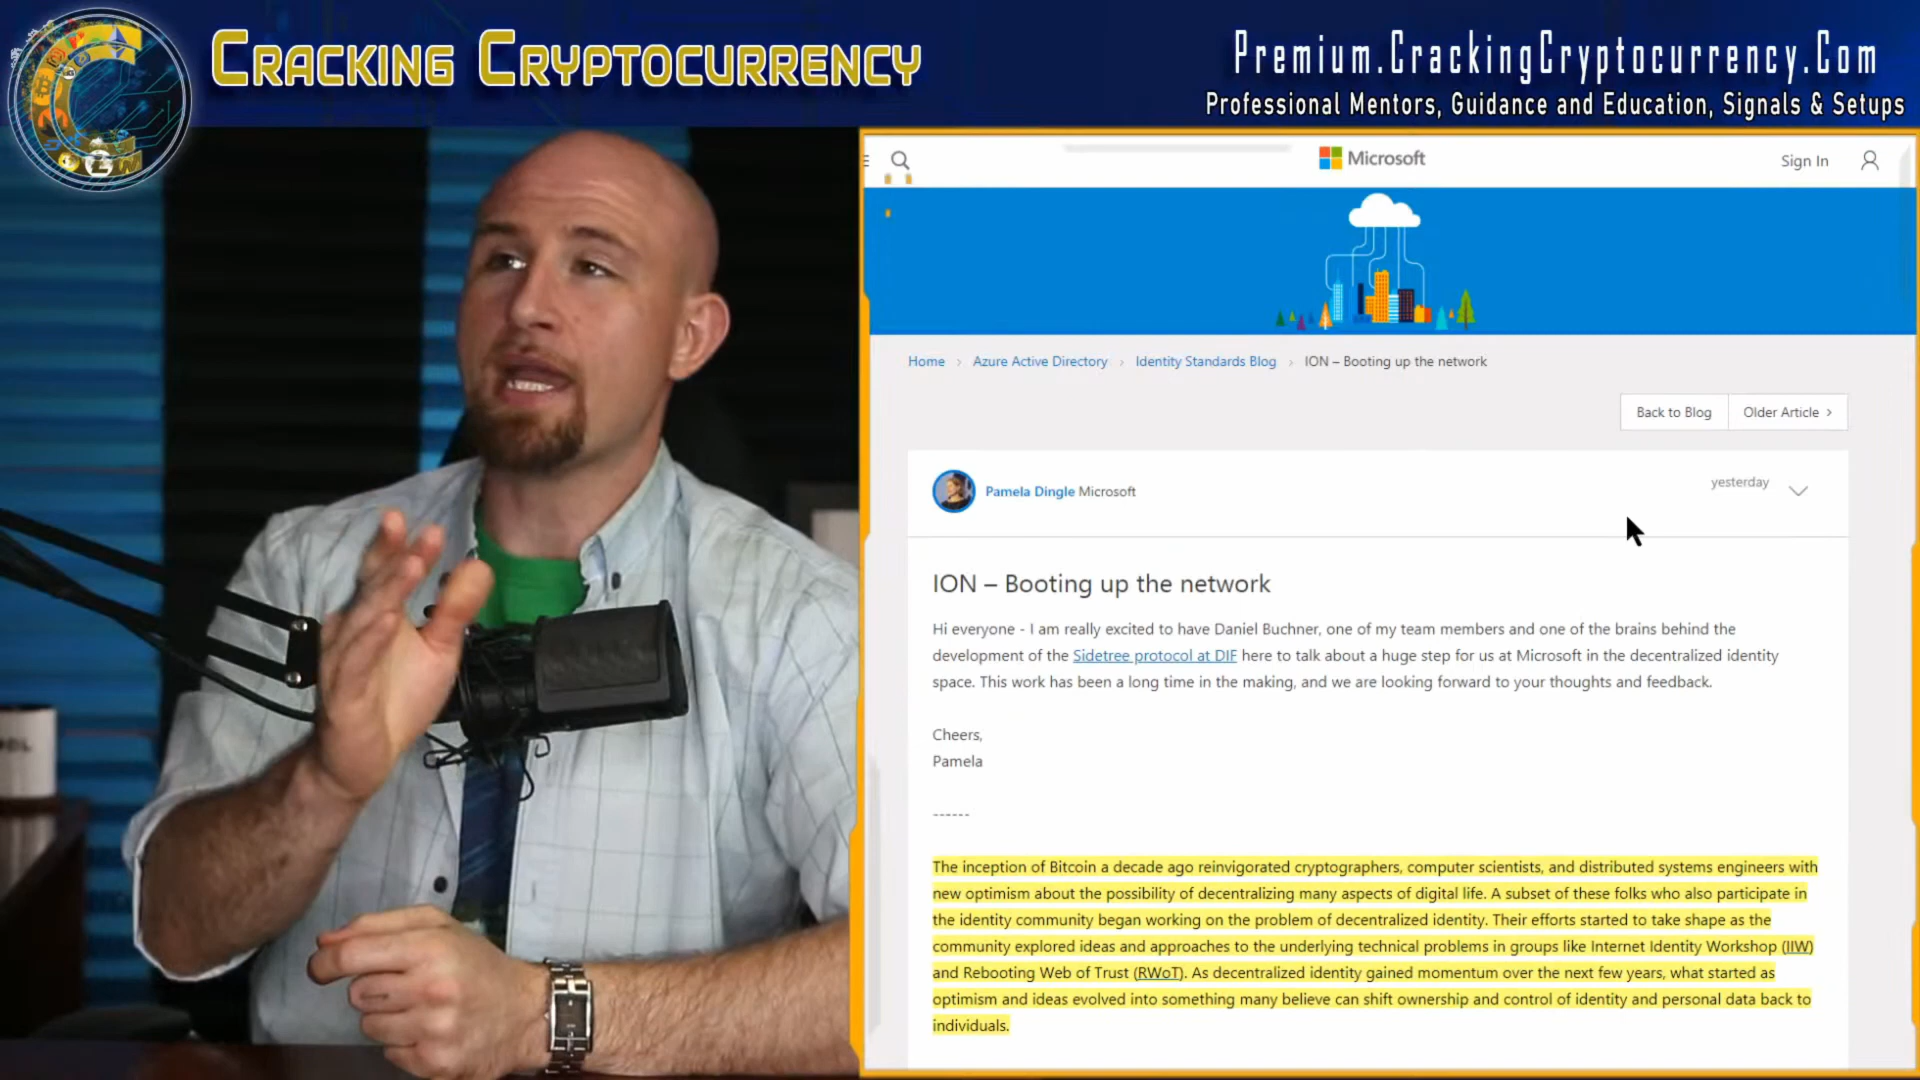 CRACKING CRYPTOCURRENCY
Premium.CrackingCryptocurrency.Com
Professional Mentors, Guidance and Education, Signals & Setups
Microsoft
Sign In
Home > Azure Active Directory > Identity Standards Blog > ION – Booting up the network
Back to Blog
Older Article >
Pamela Dingle Microsoft
yesterday
ION – Booting up the network
Hi everyone - I am really excited to have Daniel Buchner, one of my team members and one of the brains behind the
development of the Sidetree protocol at DIF here to talk about a huge step for us at Microsoft in the decentralized identity
space. This work has been a long time in the making, and we are looking forward to your thoughts and feedback.
Cheers,
Pamela
------
The inception of Bitcoin a decade ago reinvigorated cryptographers, computer scientists, and distributed systems engineers with
new optimism about the possibility of decentralizing many aspects of digital life. A subset of these folks who also participate in
the identity community began working on the problem of decentralized identity. Their efforts started to take shape as the
community explored ideas and approaches to the underlying technical problems in groups like Internet Identity Workshop (IIW)
and Rebooting Web of Trust (RWoT). As decentralized identity gained momentum over the next few years, what started as
optimism and ideas evolved into something many believe can shift ownership and control of identity and personal data back to
individuals.